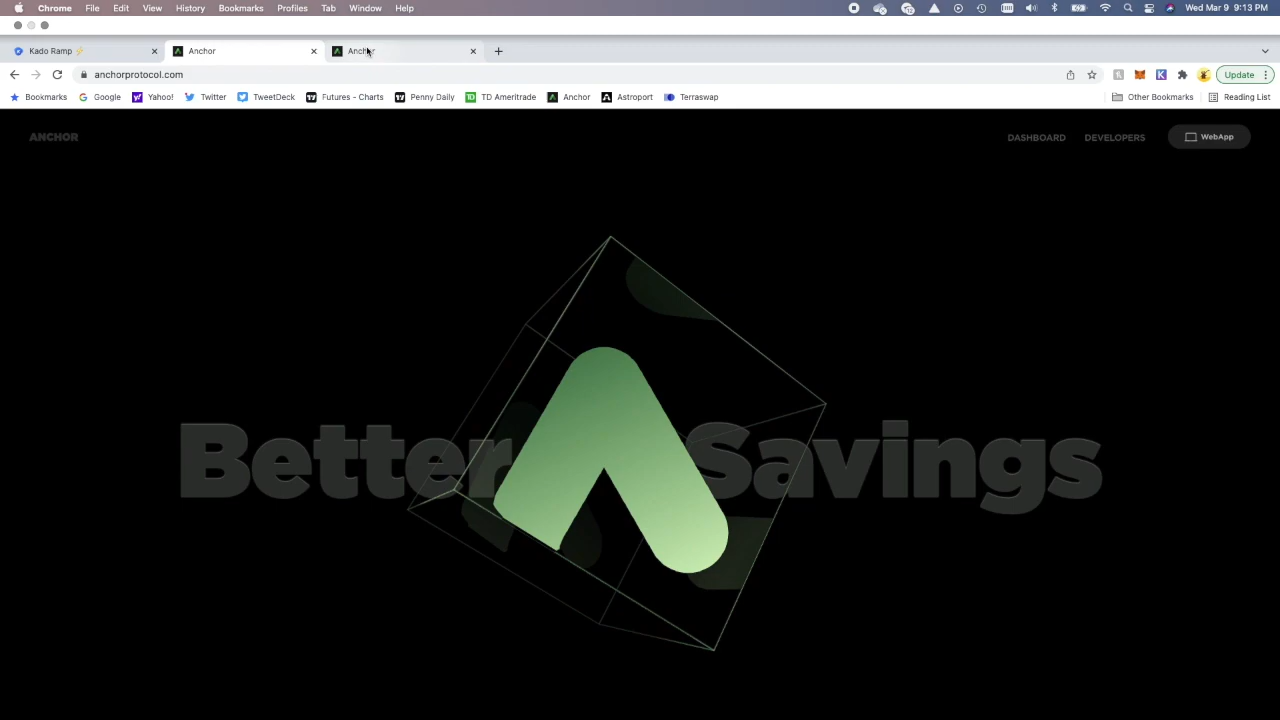 Chrome File Edit View History Bookmarks Profiles Tab Window Help Wed Mar 9 9:13 PM
Kado Ramp⚡ Anchor Anchor
anchorprotocol.com Update
Bookmarks Google Yahoo! Twitter TweetDeck Futures - Charts Penny Daily TD Ameritrade Anchor Astroport Terraswap Other Bookmarks Reading List
ANCHOR DASHBOARD DEVELOPERS WebApp
Better Savings